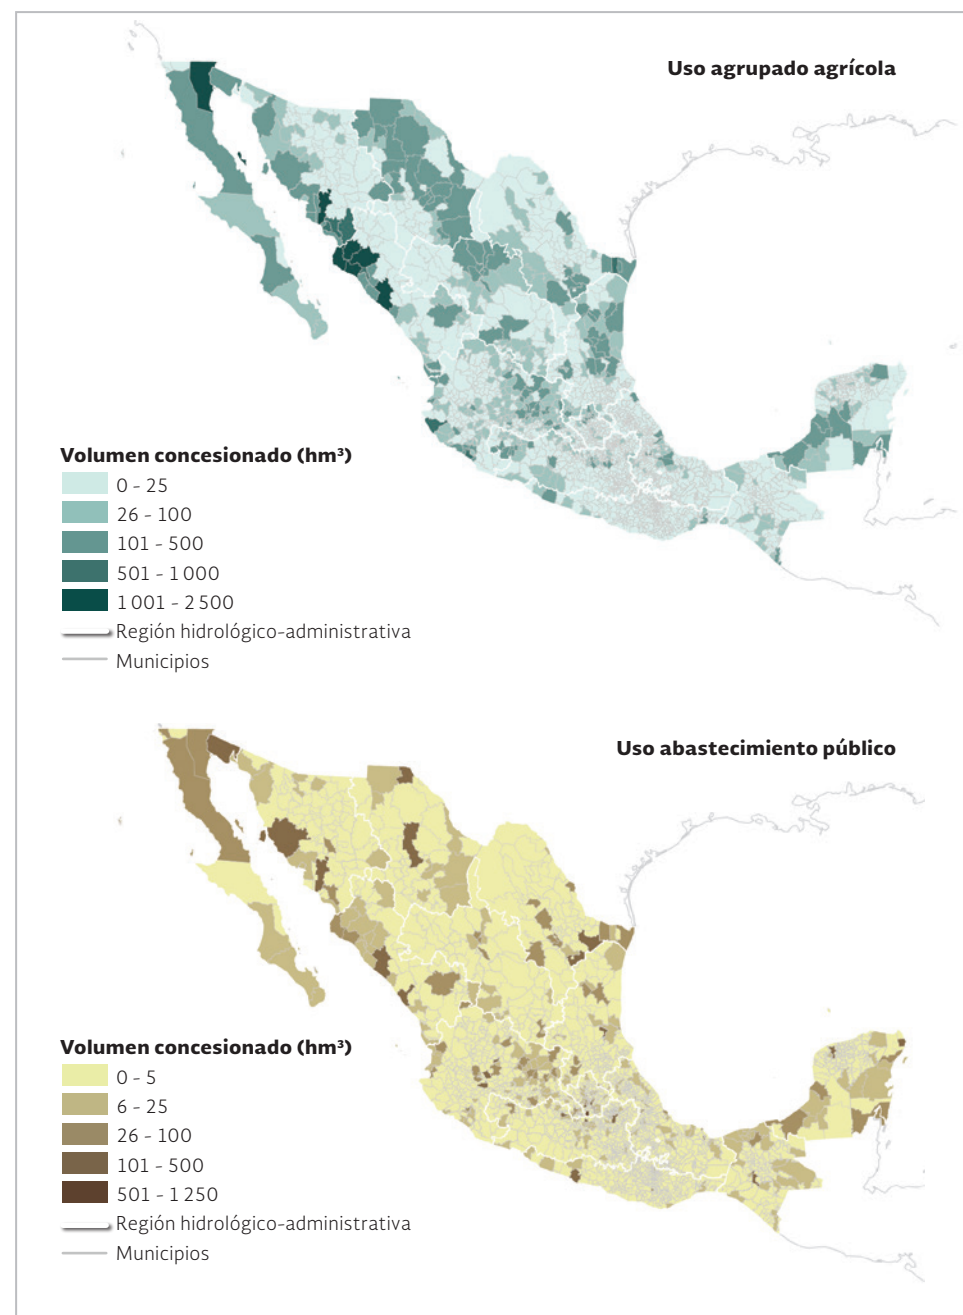 Uso agrupado agrícola
Volumen concesionado (hm³)
0 - 25
26 - 100
101 - 500
501 - 1 000
1 001 - 2 500
Región hidrológico-administrativa
Municipios
Uso abastecimiento público
Volumen concesionado (hm³)
0 - 5
6 - 25
26 - 100
101 - 500
501 - 1 250
Región hidrológico-administrativa
Municipios